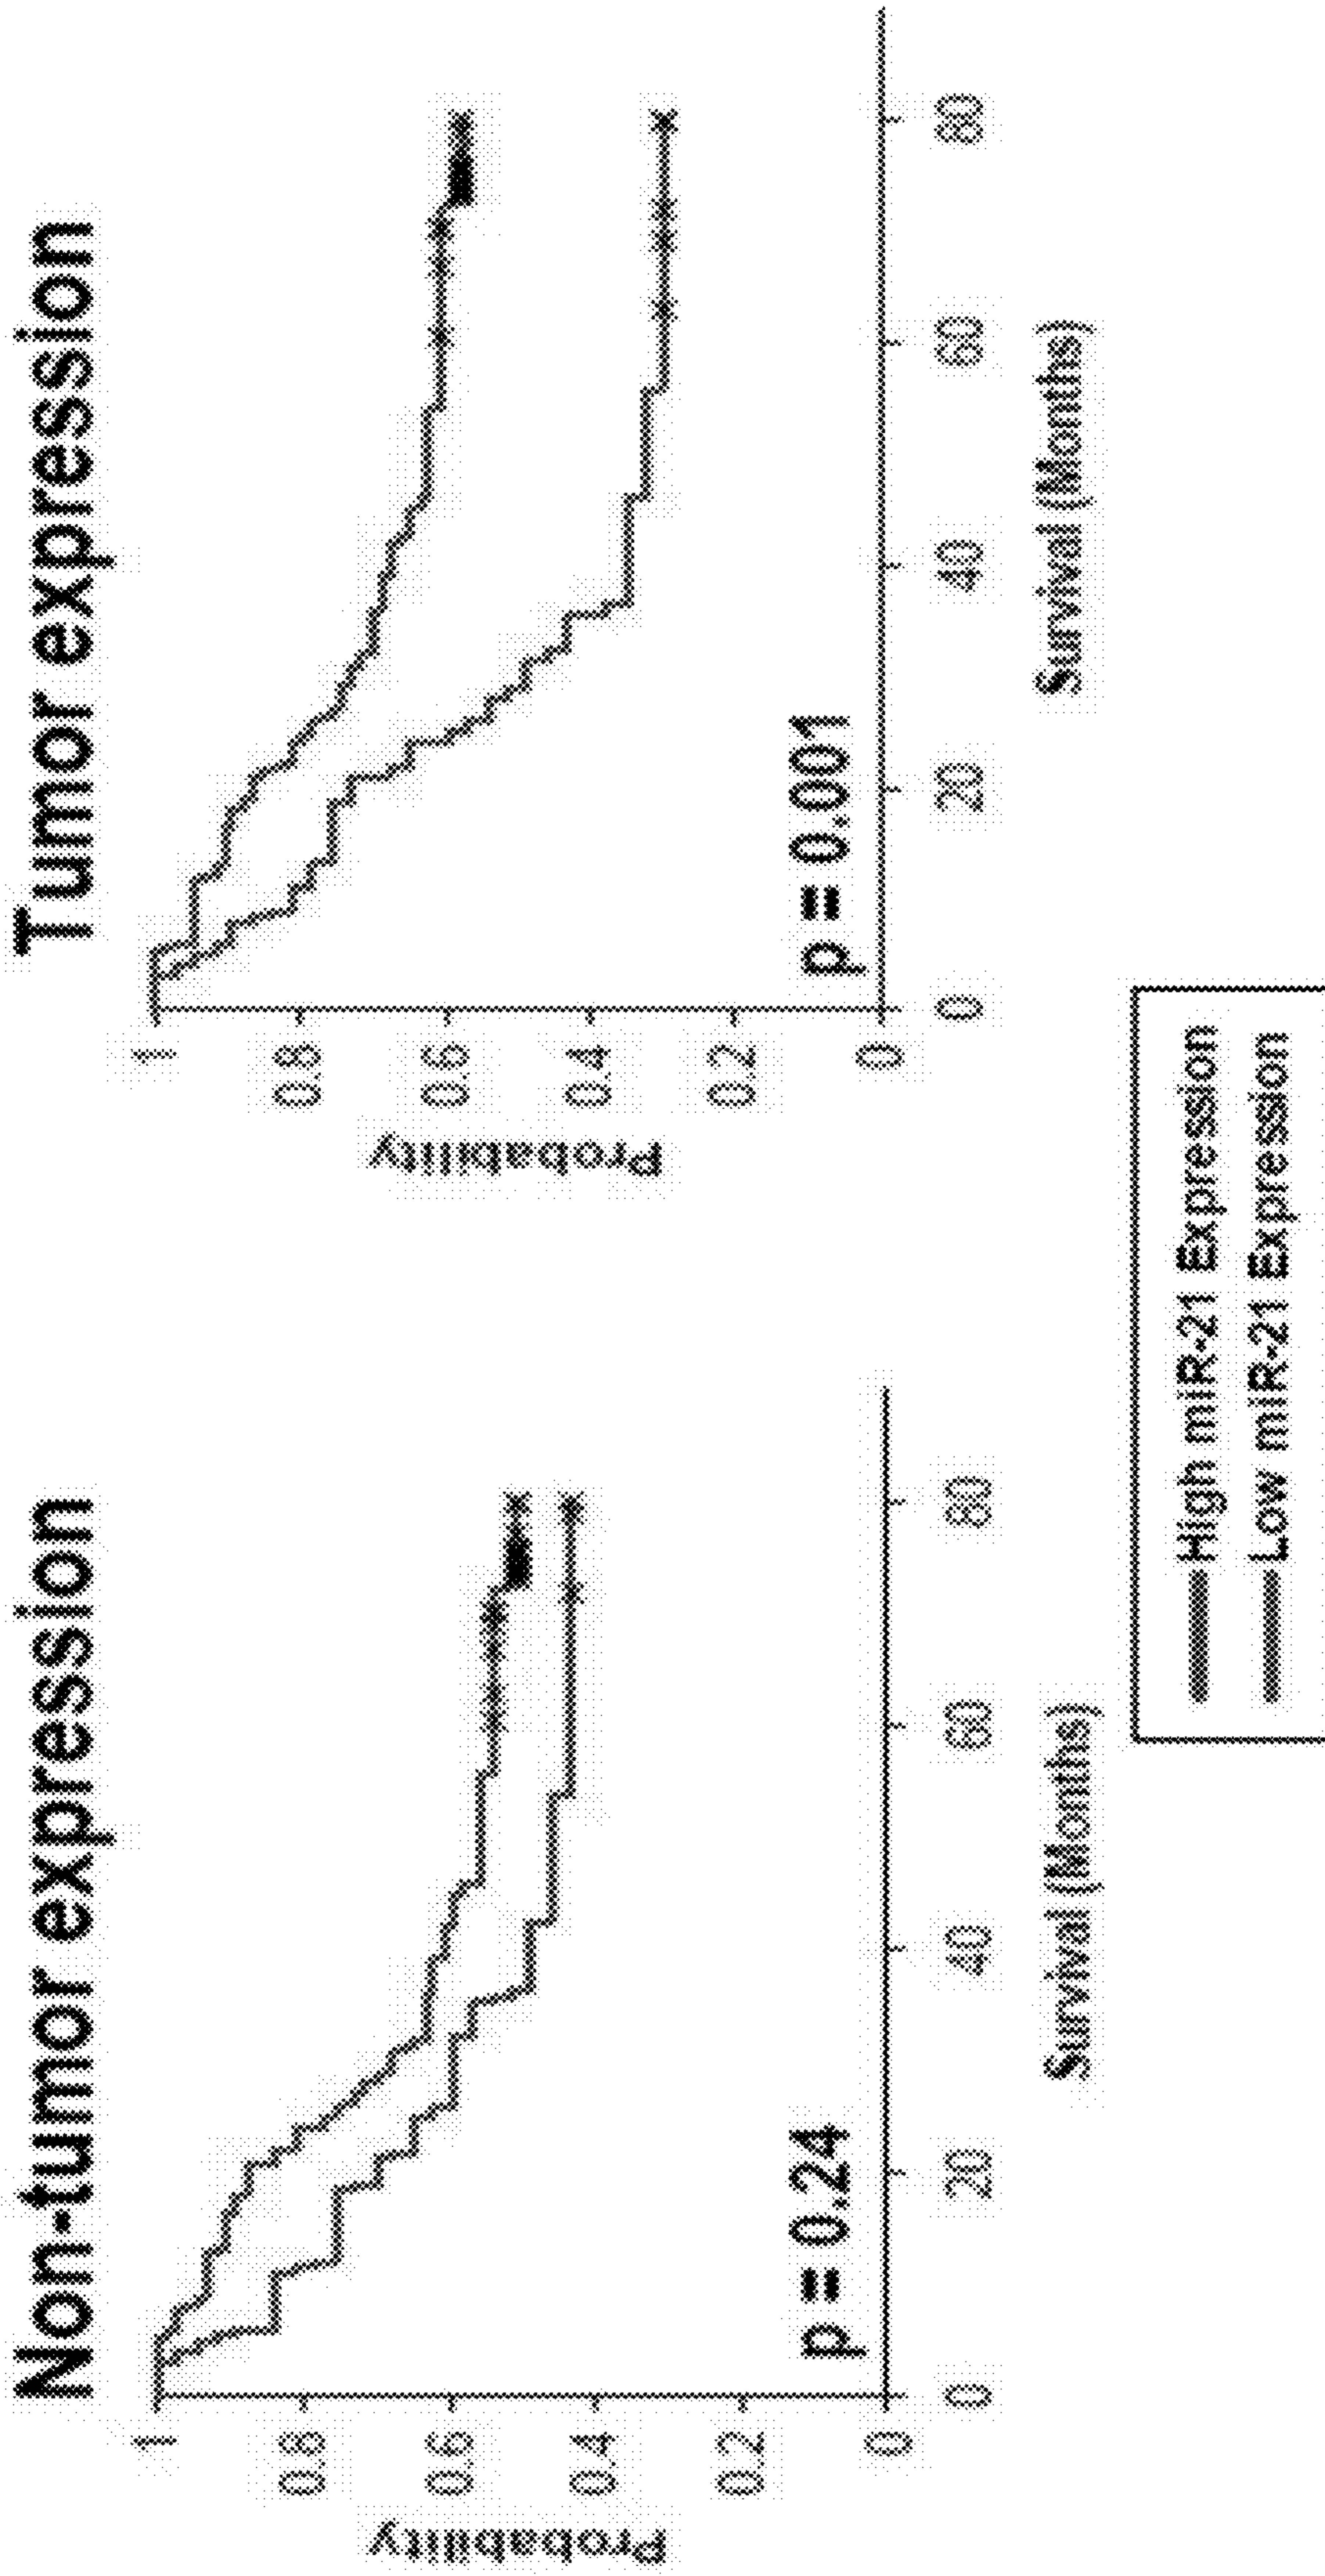 Non-tumor expression
Probability
1
0.8
0.6
0.4
0.2
0
p = 0.24
0 20 40 60 80
Survival (Months)
Tumor expression
Probability
1
0.8
0.6
0.4
0.2
0
p = 0.001
0 20 40 60 80
Survival (Months)
High miR-21 Expression
Low miR-21 Expression